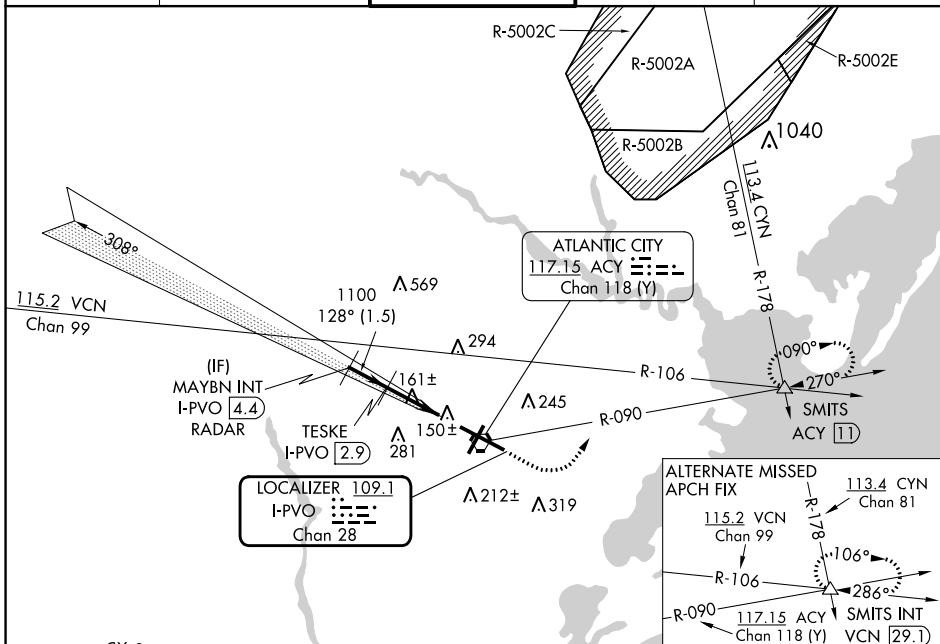 R-5002C
R-5002A
R-5002E
R-5002B
1040
113.4 CYN
Chan 81
R-178
308°
ATLANTIC CITY
117.15 ACY
Chan 118 (Y)
115.2 VCN
Chan 99
1100
128° (1.5)
569
294
R-106
090°
270°
(IF)
MAYBN INT
I-PVO 4.4
RADAR
161±
150±
245
R-090
SMITS
ACY 11
TESKE
I-PVO 2.9
281
LOCALIZER 109.1
I-PVO
Chan 28
212±
319
ALTERNATE MISSED
APCH FIX
113.4 CYN
Chan 81
R-178
115.2 VCN
Chan 99
106°
R-106
286°
R-090
117.15 ACY
Chan 118 (Y)
SMITS INT
VCN 29.1